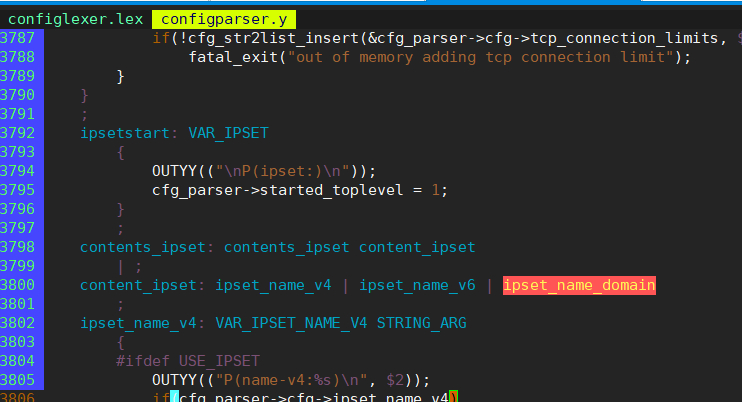 configlexer.lex configparser.y
3787 if(!cfg_str2list_insert(&cfg_parser->cfg->tcp_connection_limits, $
3788 fatal_exit("out of memory adding tcp connection limit");
3789 }
3790 }
3791 ;
3792 ipsetstart: VAR_IPSET
3793 {
3794 OUTYY(("\nP(ipset:)\n"));
3795 cfg_parser->started_toplevel = 1;
3796 }
3797 ;
3798 contents_ipset: contents_ipset content_ipset
3799 | ;
3800 content_ipset: ipset_name_v4 | ipset_name_v6 | ipset_name_domain
3801 ;
3802 ipset_name_v4: VAR_IPSET_NAME_V4 STRING_ARG
3803 {
3804 #ifdef USE_IPSET
3805 OUTYY(("P(name-v4:%s)\n", $2));
3806 if(cfg_parser->cfg->ipset_name_v4)